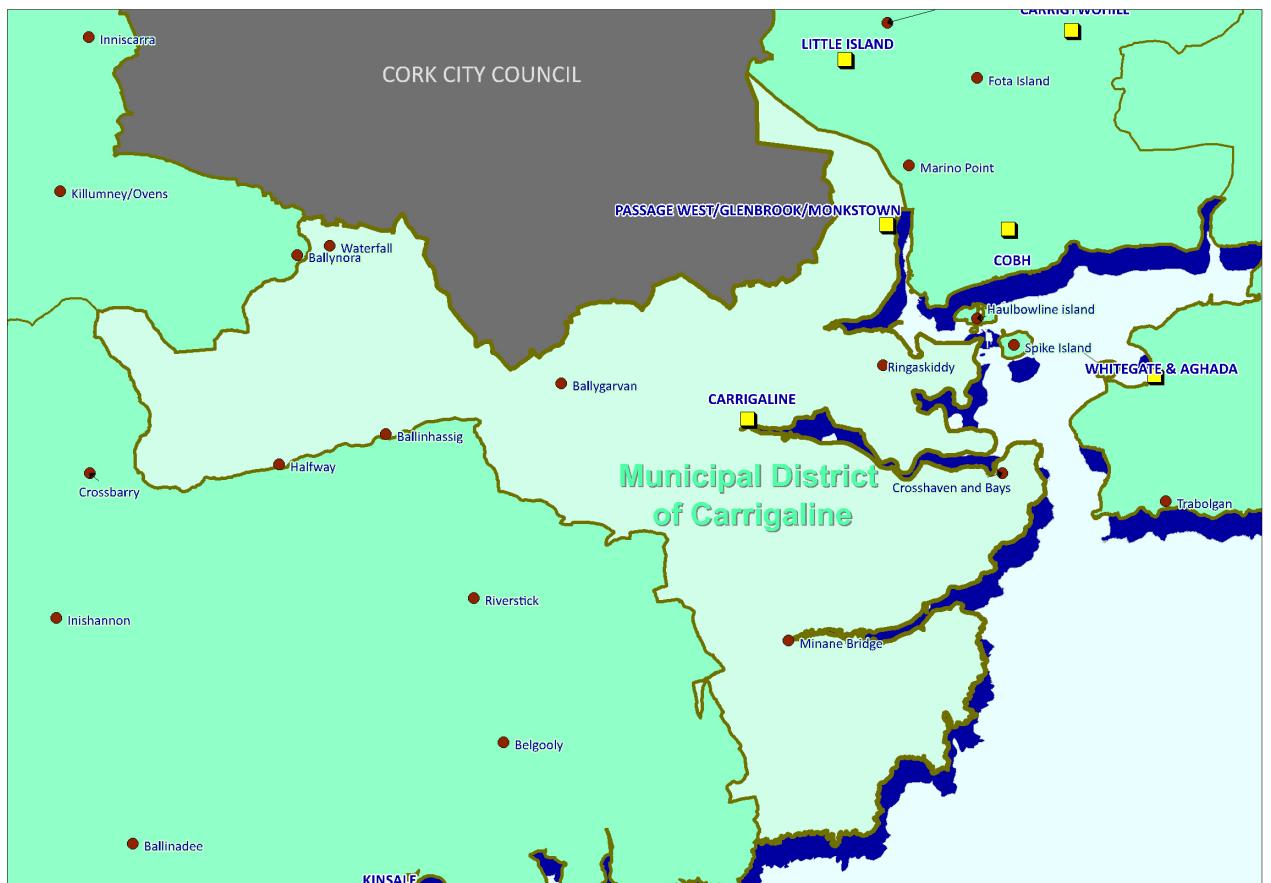 CARRIGTWOHILL
Inniscarra
LITTLE ISLAND
CORK CITY COUNCIL
Fota Island
Marino Point
Killumney/Ovens
PASSAGE WEST/GLENBROOK/MONKSTOWN
Waterfall
Ballynora
COBH
Haulbowline island
Spike Island
Ringaskiddy
WHITEGATE & AGHADA
Ballygarvan
CARRIGALINE
Ballinhassig
Halfway
Municipal District
of Carrigaline
Crossbarry
Crosshaven and Bays
Trabolgan
Riverstick
Inishannon
Minane Bridge
Belgooly
Ballinadee
KINSALE